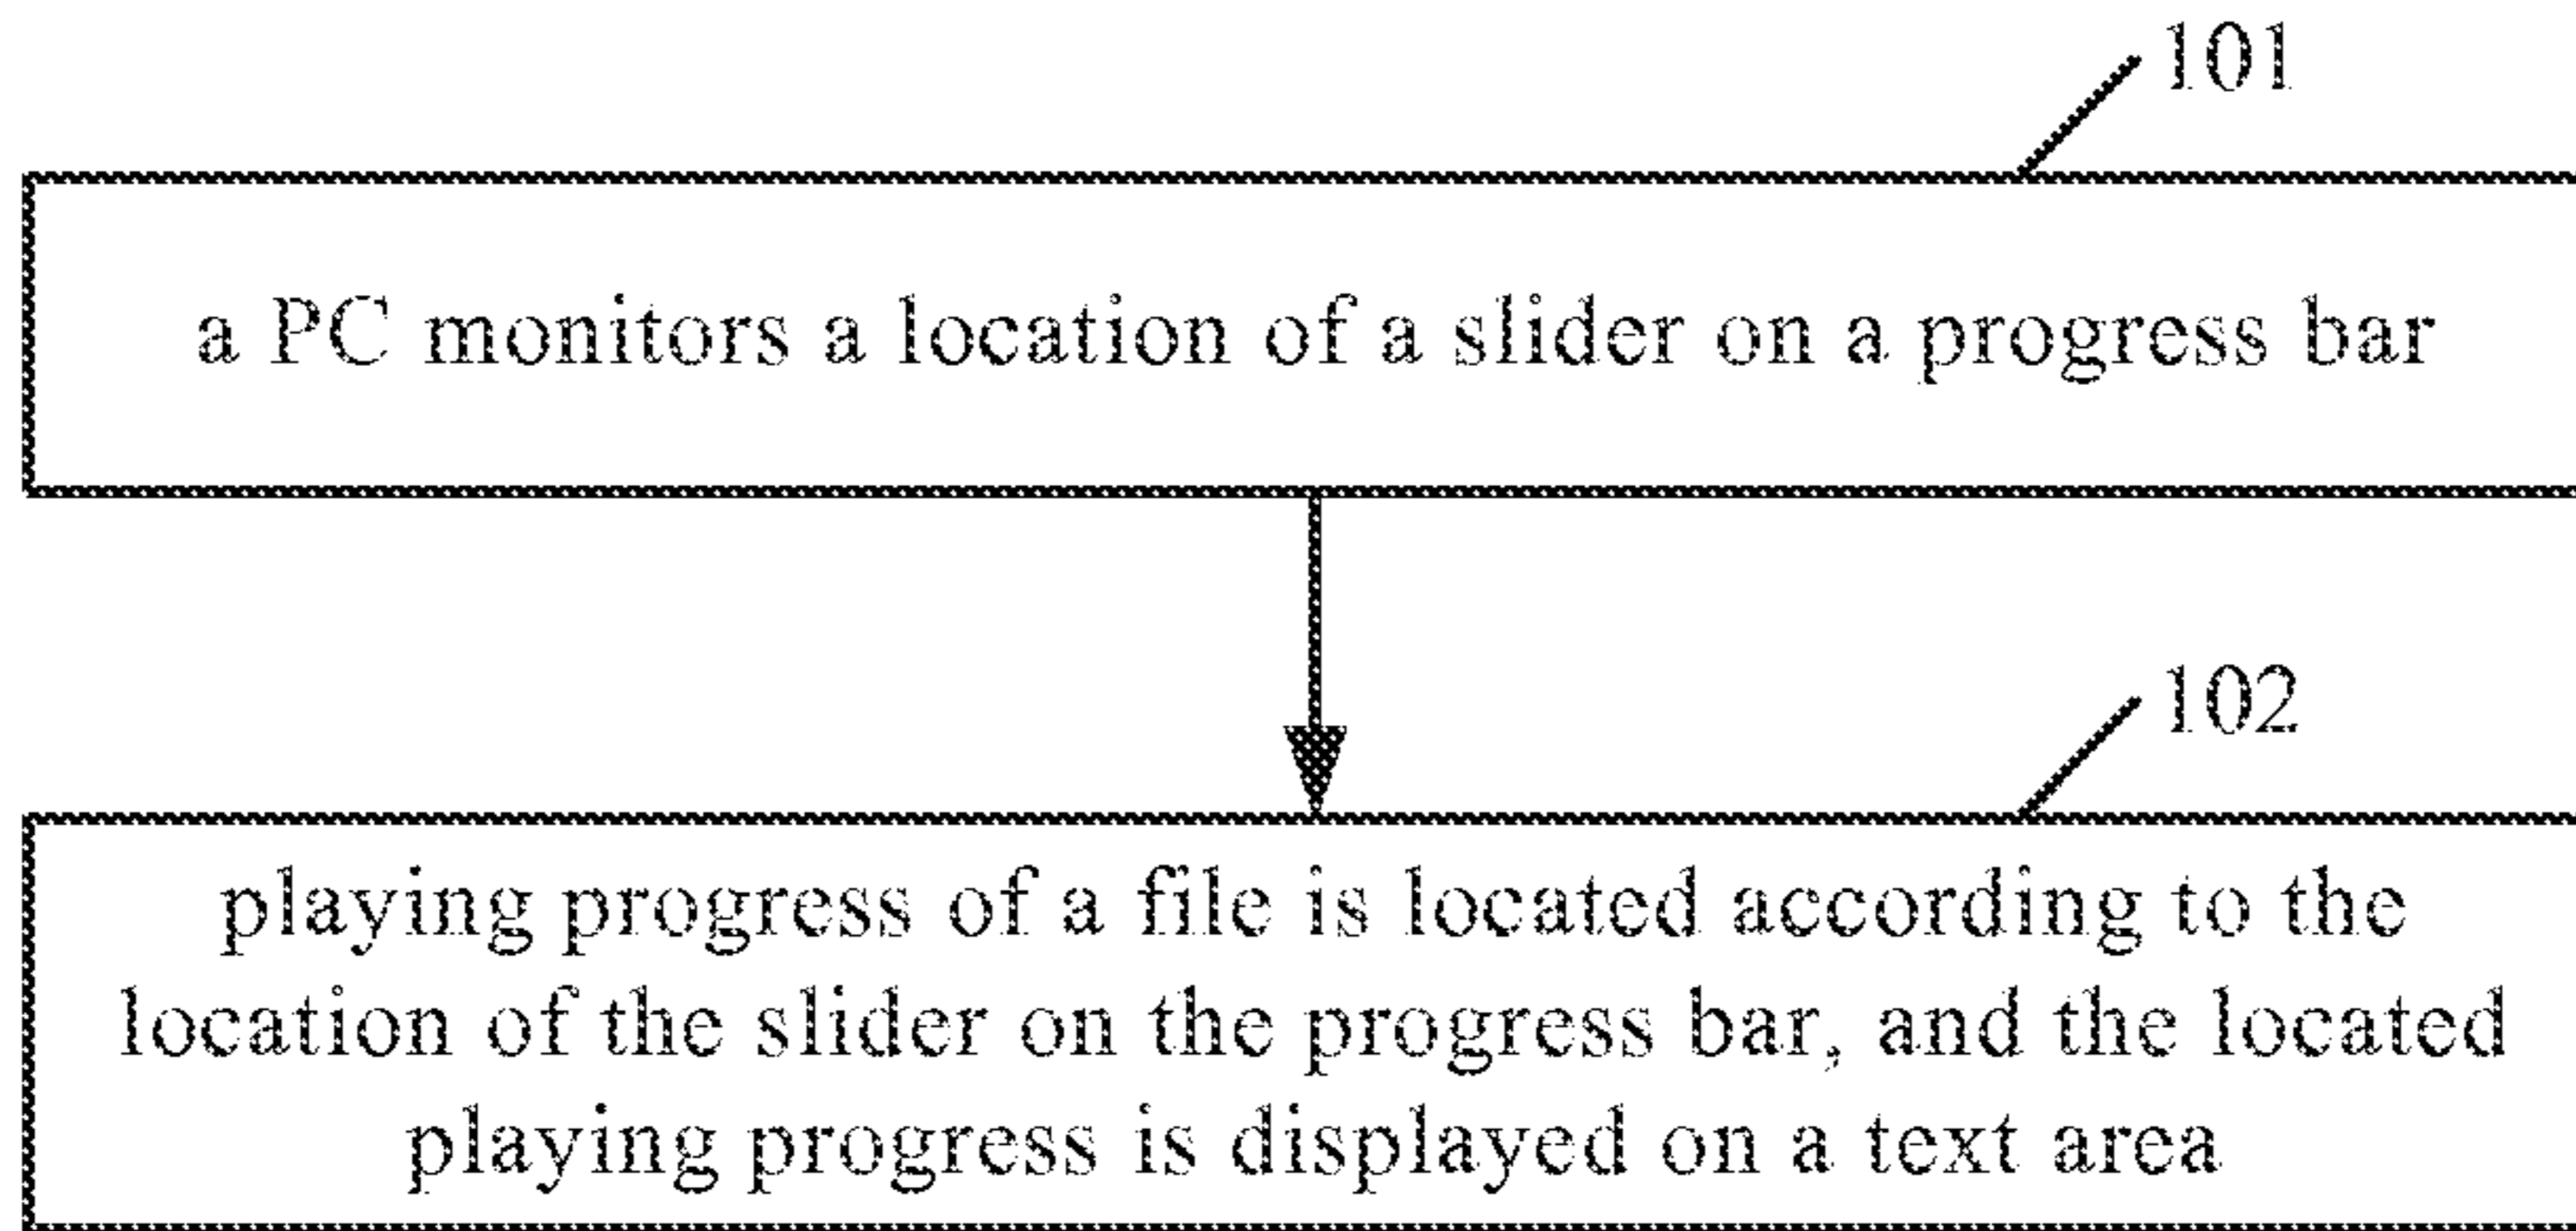 101
a PC monitors a location of a slider on a progress bar
102
playing progress of a file is located according to the
location of the slider on the progress bar, and the located
playing progress is displayed on a text area